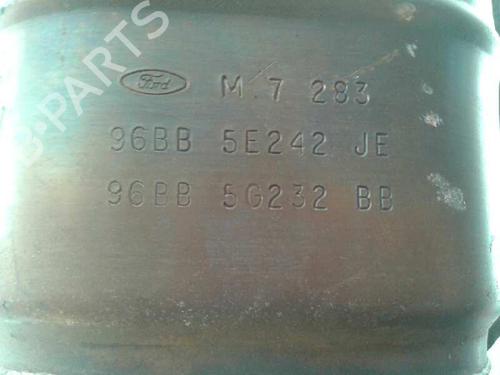 B-PARTS
Ford M.7 283
96BB 5E242 JE
96BB 5G232 BB